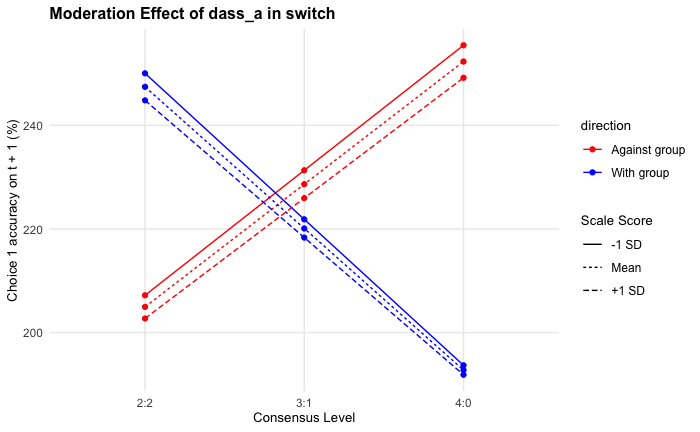 Moderation Effect of dass_a in switch
Choice 1 accuracy on t + 1 (%)
240
220
200
2:2
3:1
4:0
Consensus Level
direction
Against group
With group
Scale Score
-1 SD
Mean
+1 SD